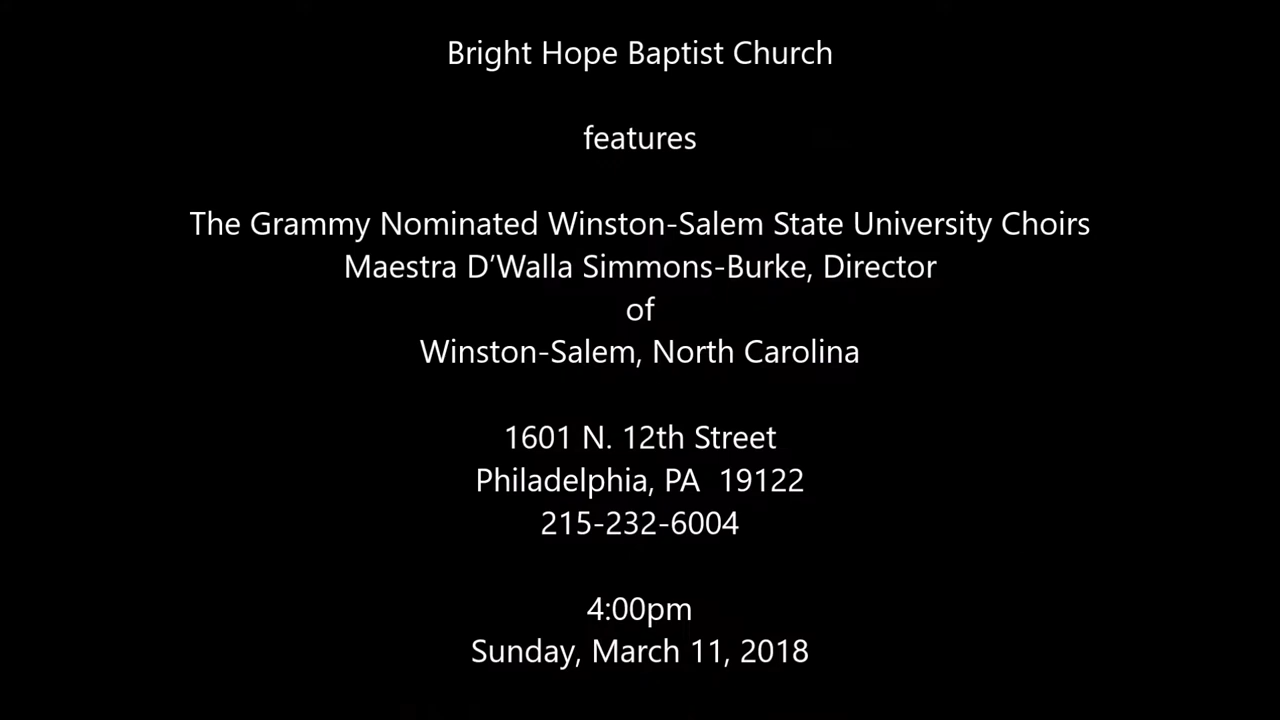 Bright Hope Baptist Church
features
The Grammy Nominated Winston-Salem State University Choirs
Maestra D’Walla Simmons-Burke, Director
of
Winston-Salem, North Carolina
1601 N. 12th Street
Philadelphia, PA  19122
215-232-6004
4:00pm
Sunday, March 11, 2018